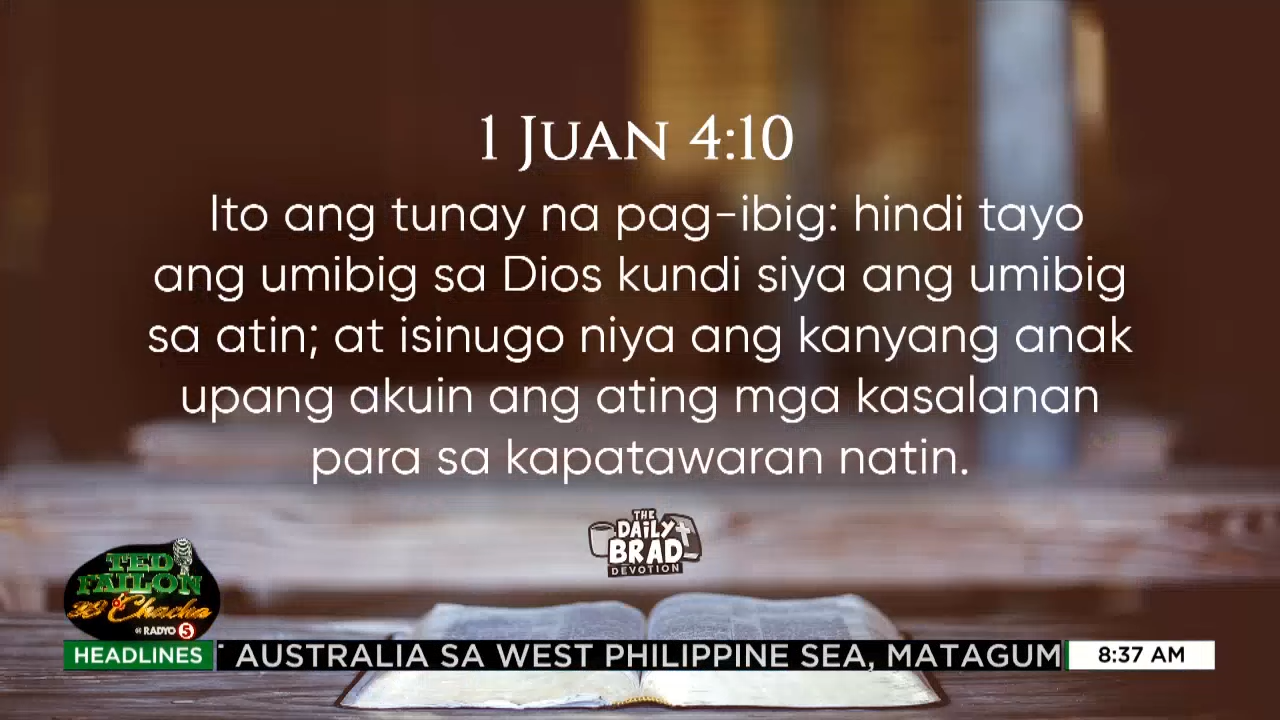 1 JUAN 4:10
Ito ang tunay na pag-ibig: hindi tayo
ang umibig sa Dios kundi siya ang umibig
sa atin; at isinugo niya ang kanyang anak
upang akuin ang ating mga kasalanan
para sa kapatawaran natin.
THE
DAILY
BRAD
DEVOTION
TED
FAILON
Chacha
@ RADYO 5
HEADLINES
AUSTRALIA SA WEST PHILIPPINE SEA, MATAGUM
8:37 AM